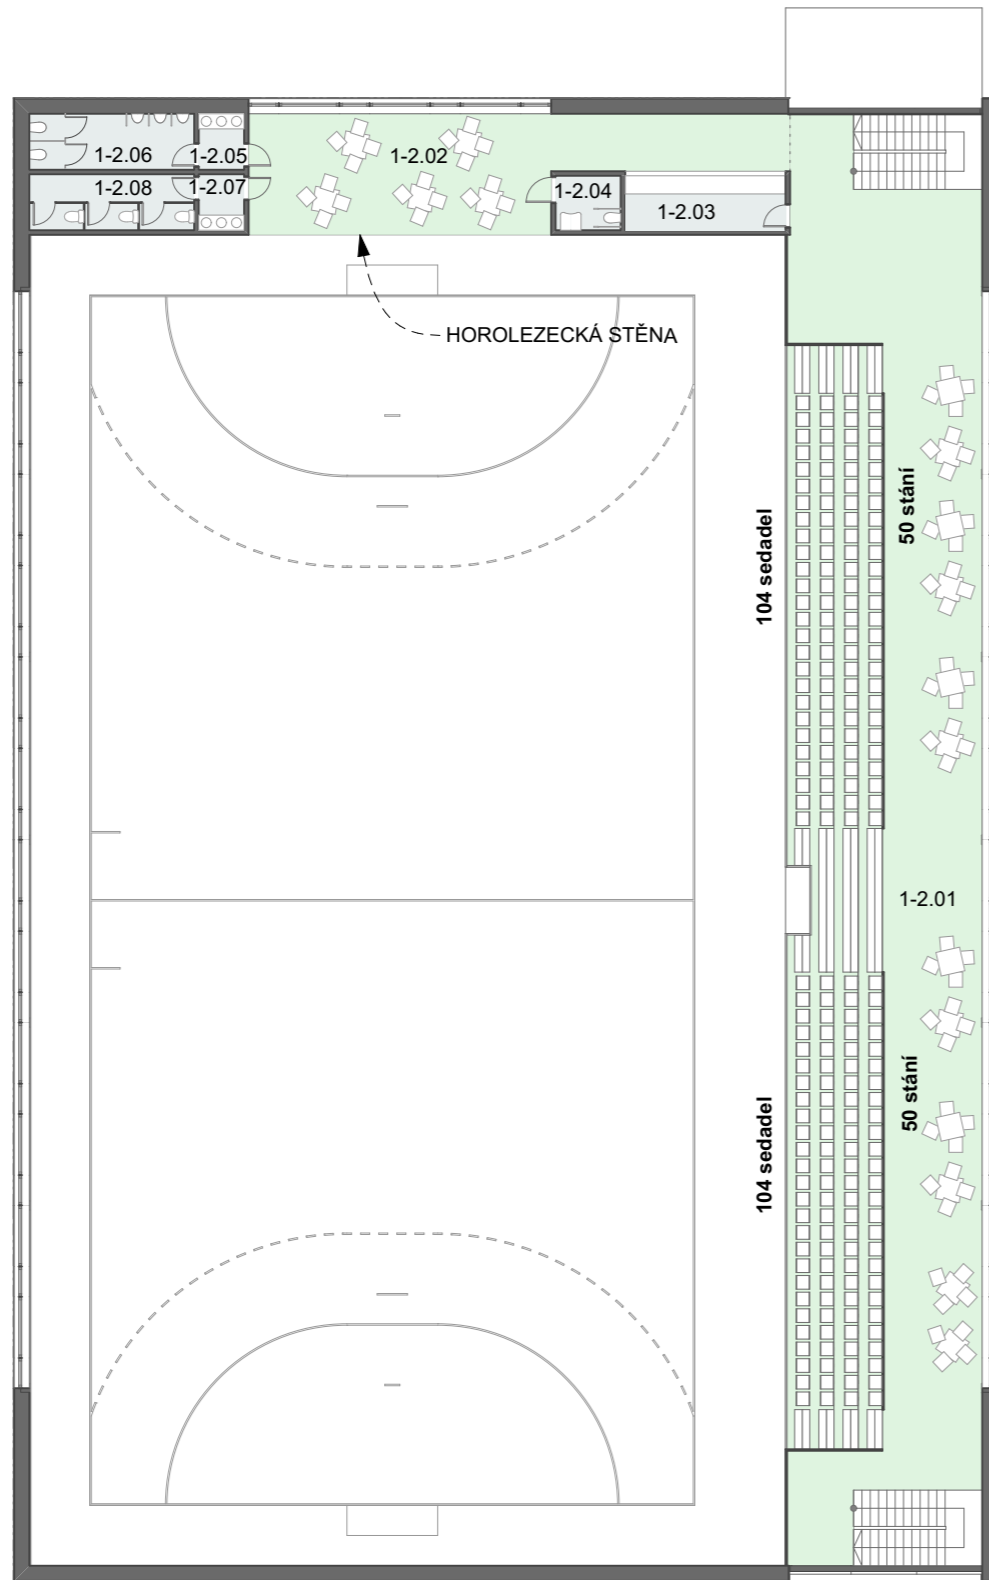 1-2.06
1-2.05
1-2.02
1-2.08
1-2.07
1-2.04
1-2.03
HOROLEZECKÁ STĚNA
104 sedadel
50 stání
1-2.01
104 sedadel
50 stání